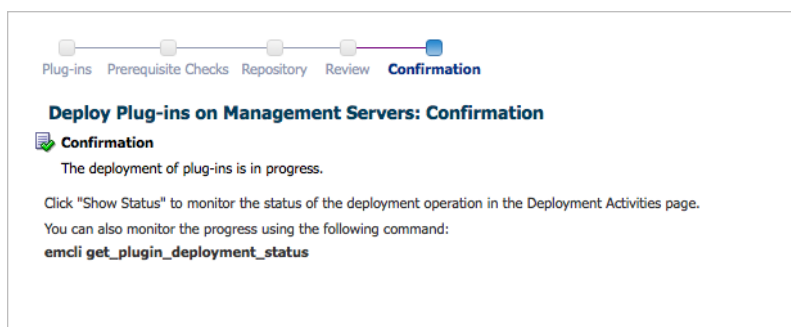 Plug-ins Prerequisite Checks Repository Review Confirmation
Deploy Plug-ins on Management Servers: Confirmation
Confirmation
The deployment of plug-ins is in progress.
Click "Show Status" to monitor the status of the deployment operation in the Deployment Activities page.
You can also monitor the progress using the following command:
emcli get_plugin_deployment_status